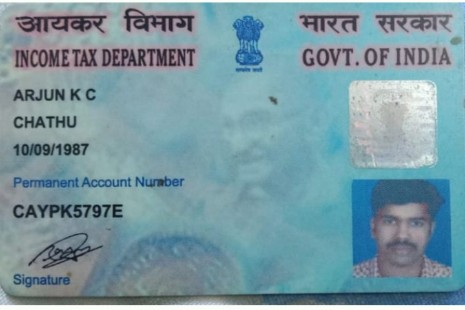 आयकर विभाग
INCOME TAX DEPARTMENT
भारत सरकार
GOVT. OF INDIA
सत्यमेव जयते
ARJUN K C
CHATHU
10/09/1987
Permanent Account Number
CAYPK5797E
Signature